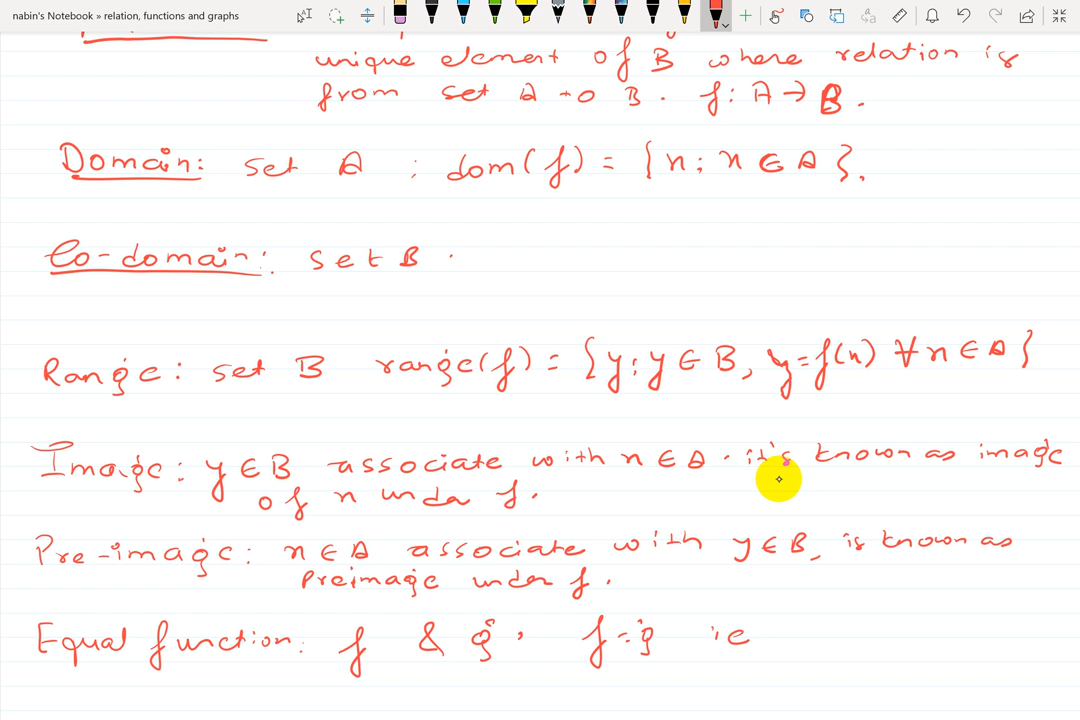 nabin's Notebook » relation, functions and graphs
unique element of B where relation is
from set A to B. f: A → B.
Domain: set A ; dom(f) = {x; x ∈ A}.
Co-domain: set B.
Range: set B range(f) = {y; y ∈ B, y = f(x) ∀ x ∈ A}
Image: y ∈ B associate with x ∈ A. it's known as image
of x under f.
Pre-image: x ∈ A associate with y ∈ B, is known as
Preimage under f.
Equal function: f & g, f = g ie